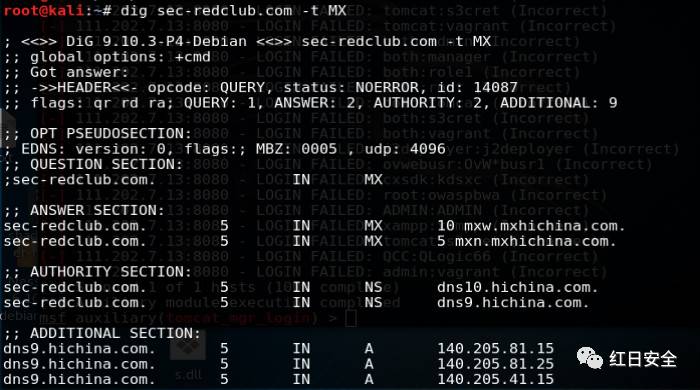 root@kali:~# dig sec-redclub.com -t MX
; <<>> DiG 9.10.3-P4-Debian <<>> sec-redclub.com -t MX
;; global options: +cmd
;; Got answer:
;; ->>HEADER<<- opcode: QUERY, status: NOERROR, id: 14087
;; flags: qr rd ra; QUERY: 1, ANSWER: 2, AUTHORITY: 2, ADDITIONAL: 9
;; OPT PSEUDOSECTION:
; EDNS: version: 0, flags:; MBZ: 0005 , udp: 4096
;; QUESTION SECTION:
;sec-redclub.com. IN MX
;; ANSWER SECTION:
sec-redclub.com. 5 IN MX 10 mxw.mxhichina.com.
sec-redclub.com. 5 IN MX 5 mxn.mxhichina.com.
;; AUTHORITY SECTION:
sec-redclub.com. 5 IN NS dns10.hichina.com.
sec-redclub.com. 5 IN NS dns9.hichina.com.
;; ADDITIONAL SECTION:
dns9.hichina.com. 5 IN A 140.205.81.15
dns9.hichina.com. 5 IN A 140.205.81.25
dns9.hichina.com. 5 IN A 140.205.41.15
红日安全
s.dll